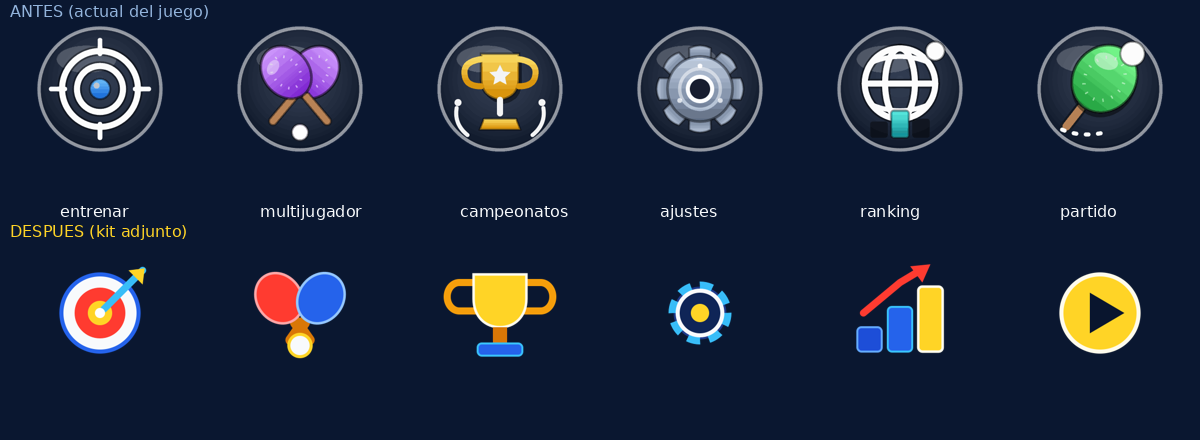 ANTES (actual del juego)
entrenar multijugador campeonatos ajustes ranking partido
DESPUES (kit adjunto)